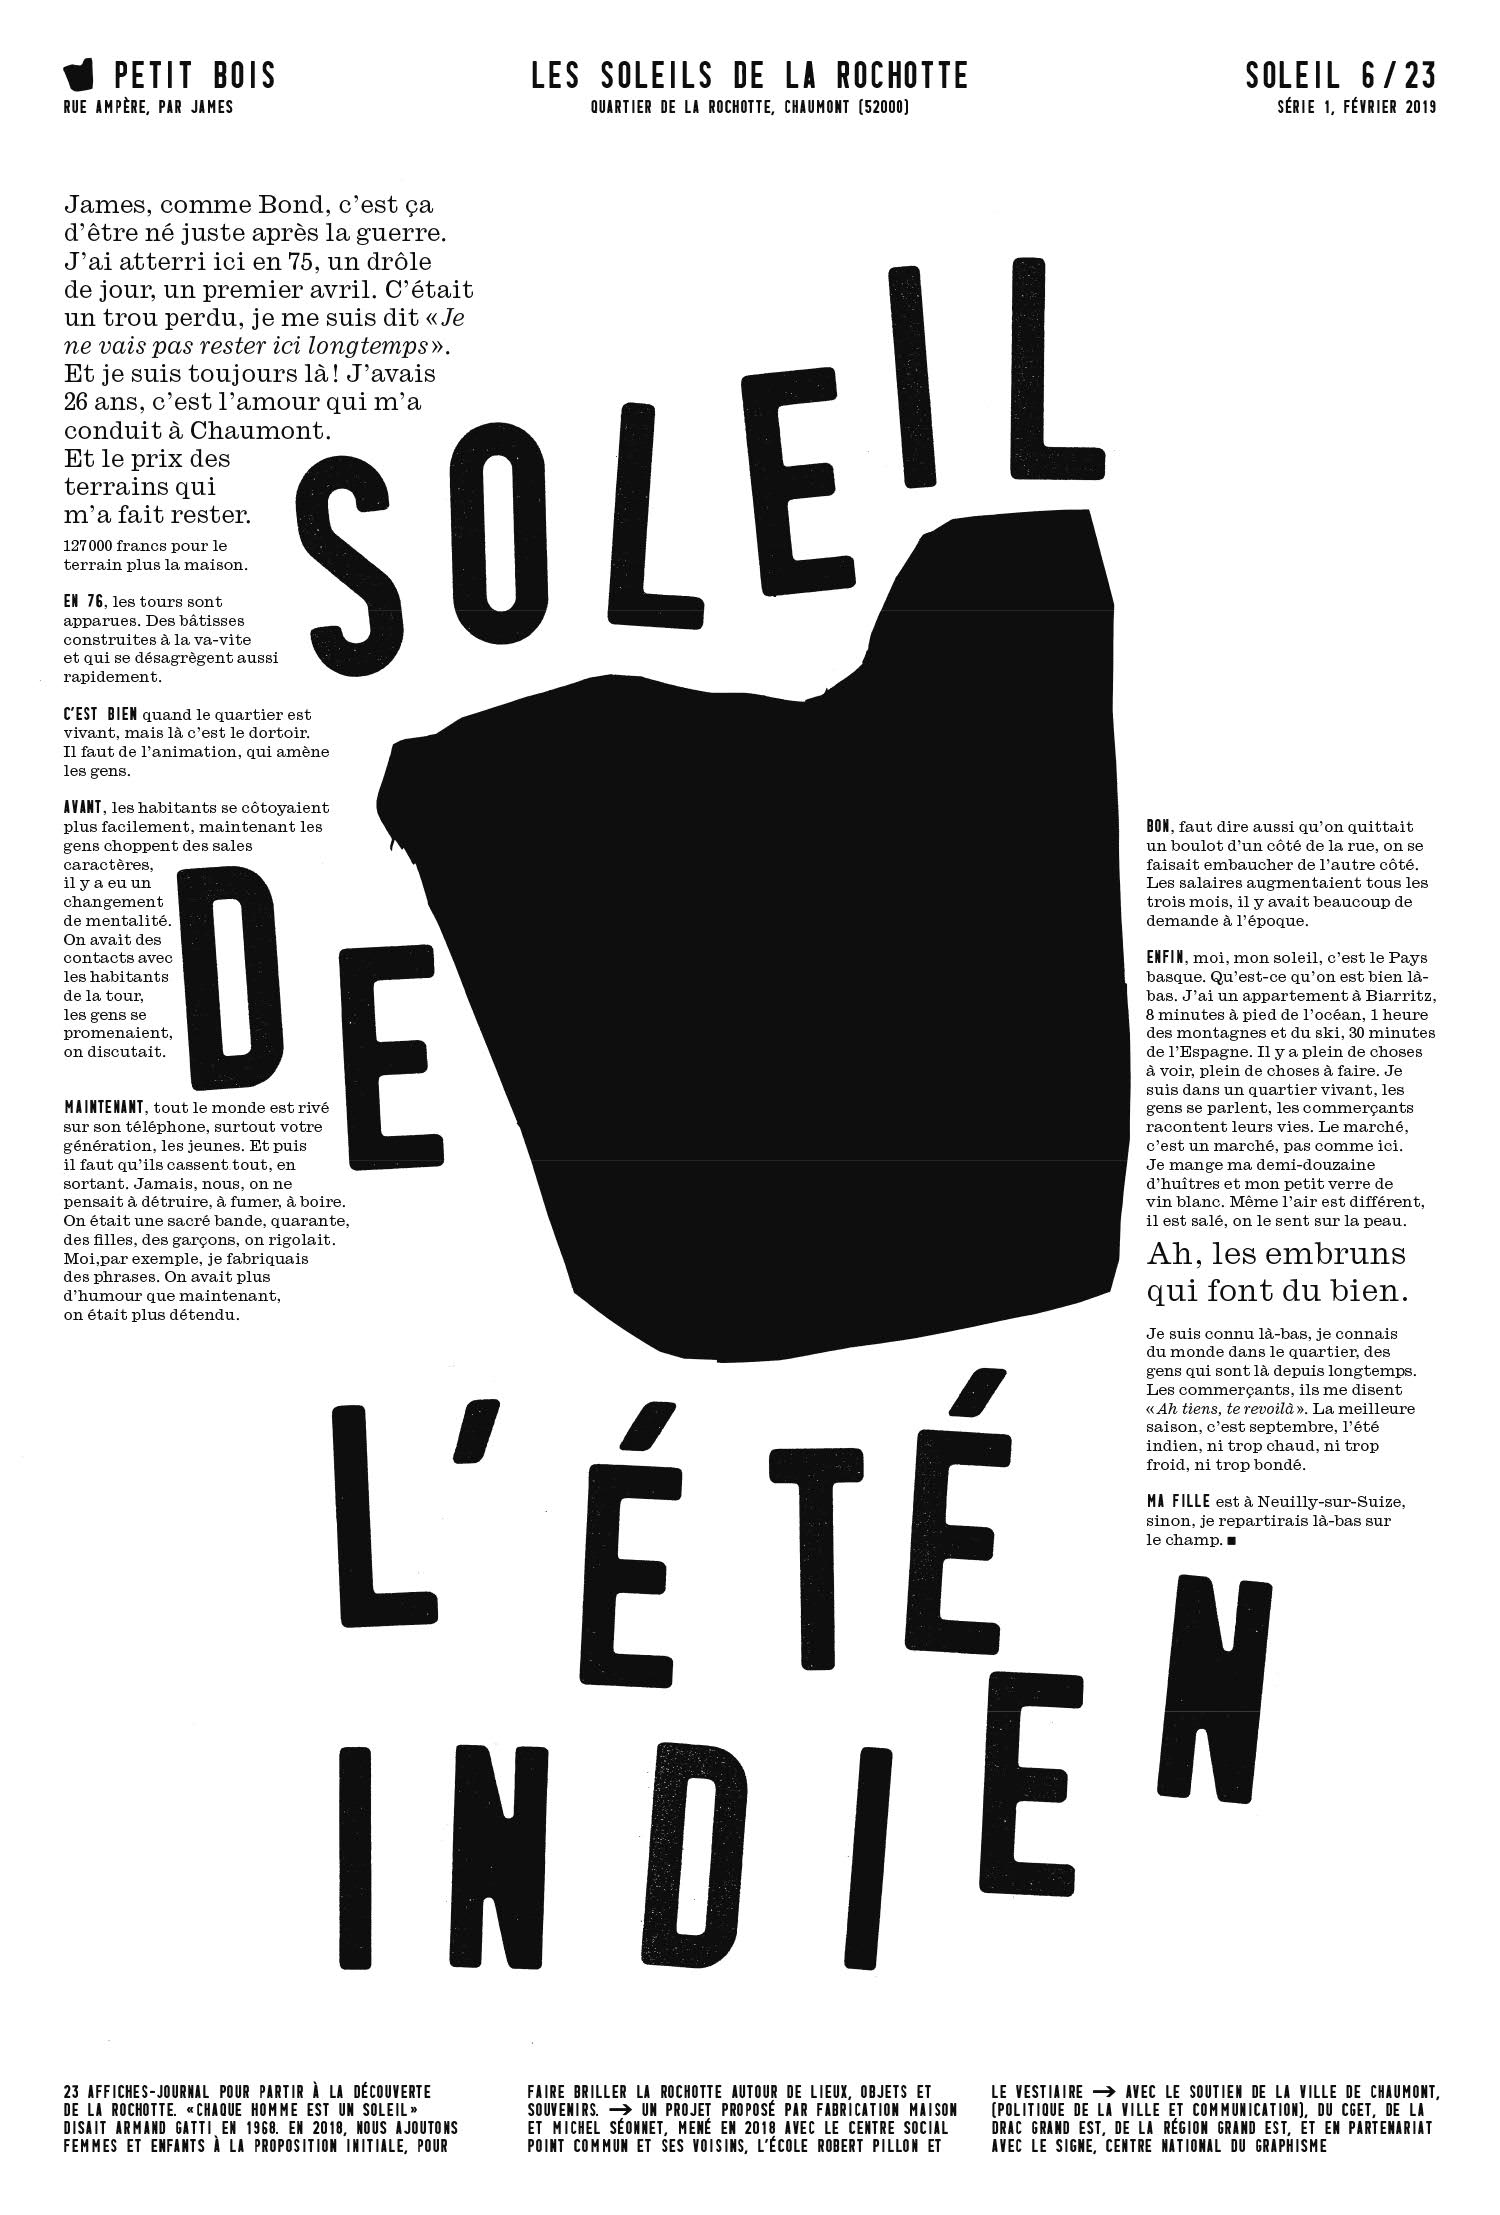 PETIT BOIS
RUE AMPÈRE, PAR JAMES
LES SOLEILS DE LA ROCHOTTE
QUARTIER DE LA ROCHOTTE, CHAUMONT (52000)
SOLEIL 6/23
SÉRIE 1, FÉVRIER 2019
James, comme Bond, c’est ça
d’être né juste après la guerre.
J’ai atterri ici en 75, un drôle
de jour, un premier avril. C’était
un trou perdu, je me suis dit «Je
ne vais pas rester ici longtemps».
Et je suis toujours là! J’avais
26 ans, c’est l’amour qui m’a
conduit à Chaumont.
Et le prix des
terrains qui
m’a fait rester.
127000 francs pour le
terrain plus la maison.
EN 76, les tours sont
apparues. Des bâtisses
construites à la va-vite
et qui se désagrègent aussi
rapidement.
C’EST BIEN quand le quartier est
vivant, mais là c’est le dortoir.
Il faut de l’animation, qui amène
les gens.
AVANT, les habitants se côtoyaient
plus facilement, maintenant les
gens choppent des sales
caractères,
il y a eu un
changement
de mentalité.
On avait des
contacts avec
les habitants
de la tour,
les gens se
promenaient,
on discutait.
MAINTENANT, tout le monde est rivé
sur son téléphone, surtout votre
génération, les jeunes. Et puis
il faut qu’ils cassent tout, en
sortant. Jamais, nous, on ne
pensait à détruire, à fumer, à boire.
On était une sacré bande, quarante,
des filles, des garçons, on rigolait.
Moi,par exemple, je fabriquais
des phrases. On avait plus
d’humour que maintenant,
on était plus détendu.
SOLEIL
DE
L’ÉTÉ
INDIEN
BON, faut dire aussi qu’on quittait
un boulot d’un côté de la rue, on se
faisait embaucher de l’autre côté.
Les salaires augmentaient tous les
trois mois, il y avait beaucoup de
demande à l’époque.
ENFIN, moi, mon soleil, c’est le Pays
basque. Qu’est-ce qu’on est bien là-
bas. J’ai un appartement à Biarritz,
8 minutes à pied de l’océan, 1 heure
des montagnes et du ski, 30 minutes
de l’Espagne. Il y a plein de choses
à voir, plein de choses à faire. Je
suis dans un quartier vivant, les
gens se parlent, les commerçants
racontent leurs vies. Le marché,
c’est un marché, pas comme ici.
Je mange ma demi-douzaine
d’huîtres et mon petit verre de
vin blanc. Même l’air est différent,
il est salé, on le sent sur la peau.
Ah, les embruns
qui font du bien.
Je suis connu là-bas, je connais
du monde dans le quartier, des
gens qui sont là depuis longtemps.
Les commerçants, ils me disent
«Ah tiens, te revoilà». La meilleure
saison, c’est septembre, l’été
indien, ni trop chaud, ni trop
froid, ni trop bondé.
MA FILLE est à Neuilly-sur-Suize,
sinon, je repartirais là-bas sur
le champ. ■
23 AFFICHES-JOURNAL POUR PARTIR À LA DÉCOUVERTE
DE LA ROCHOTTE. «CHAQUE HOMME EST UN SOLEIL»
DISAIT ARMAND GATTI EN 1968. EN 2018, NOUS AJOUTONS
FEMMES ET ENFANTS À LA PROPOSITION INITIALE, POUR
FAIRE BRILLER LA ROCHOTTE AUTOUR DE LIEUX, OBJETS ET
SOUVENIRS. → UN PROJET PROPOSÉ PAR FABRICATION MAISON
ET MICHEL SÉONNET, MENÉ EN 2018 AVEC LE CENTRE SOCIAL
POINT COMMUN ET SES VOISINS, L’ÉCOLE ROBERT PILLON ET
LE VESTIAIRE → AVEC LE SOUTIEN DE LA VILLE DE CHAUMONT,
(POLITIQUE DE LA VILLE ET COMMUNICATION), DU CGET, DE LA
DRAC GRAND EST, DE LA RÉGION GRAND EST, ET EN PARTENARIAT
AVEC LE SIGNE, CENTRE NATIONAL DU GRAPHISME